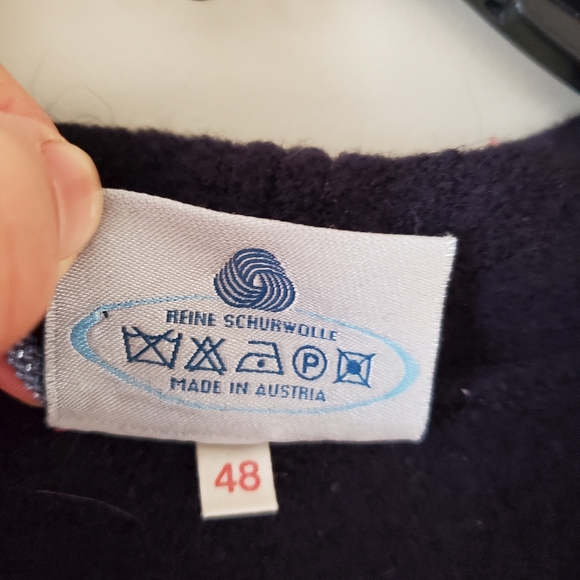 REINE SCHURWOLLE
P
MADE IN AUSTRIA
48